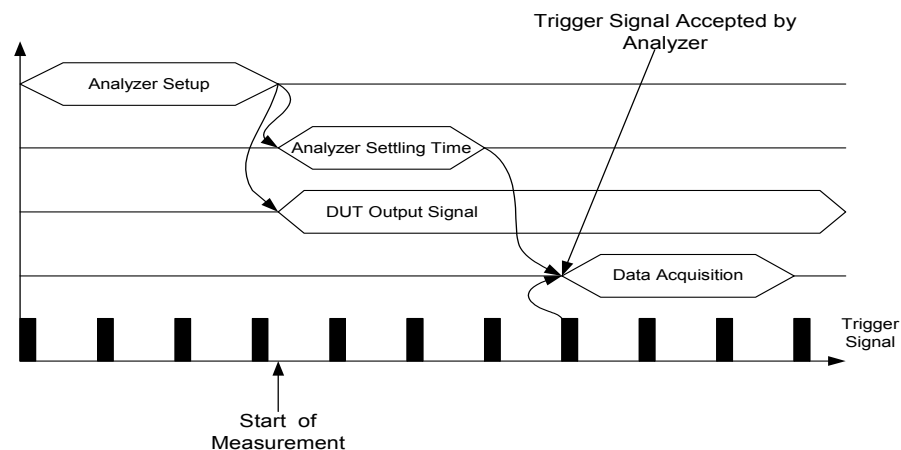 Trigger Signal Accepted by
Analyzer
Analyzer Setup
Analyzer Settling Time
DUT Output Signal
Data Acquisition
Trigger
Signal
Start of
Measurement